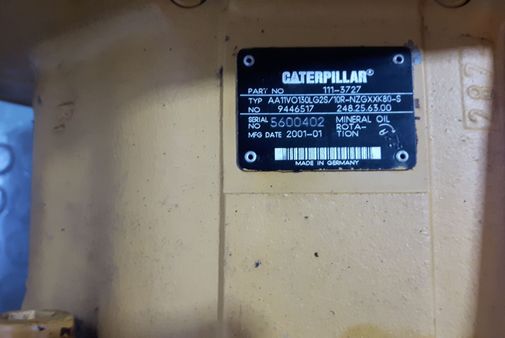 CATERPILLAR®
PART NO 111-3727
TYP AA11VO130LG2S/10R-NZGXXK80-S
NO 9446517 248.25.63.00
SERIAL NO 5600402 MINERAL OIL
MFG DATE 2001-01 ROTA-TION
MADE IN GERMANY